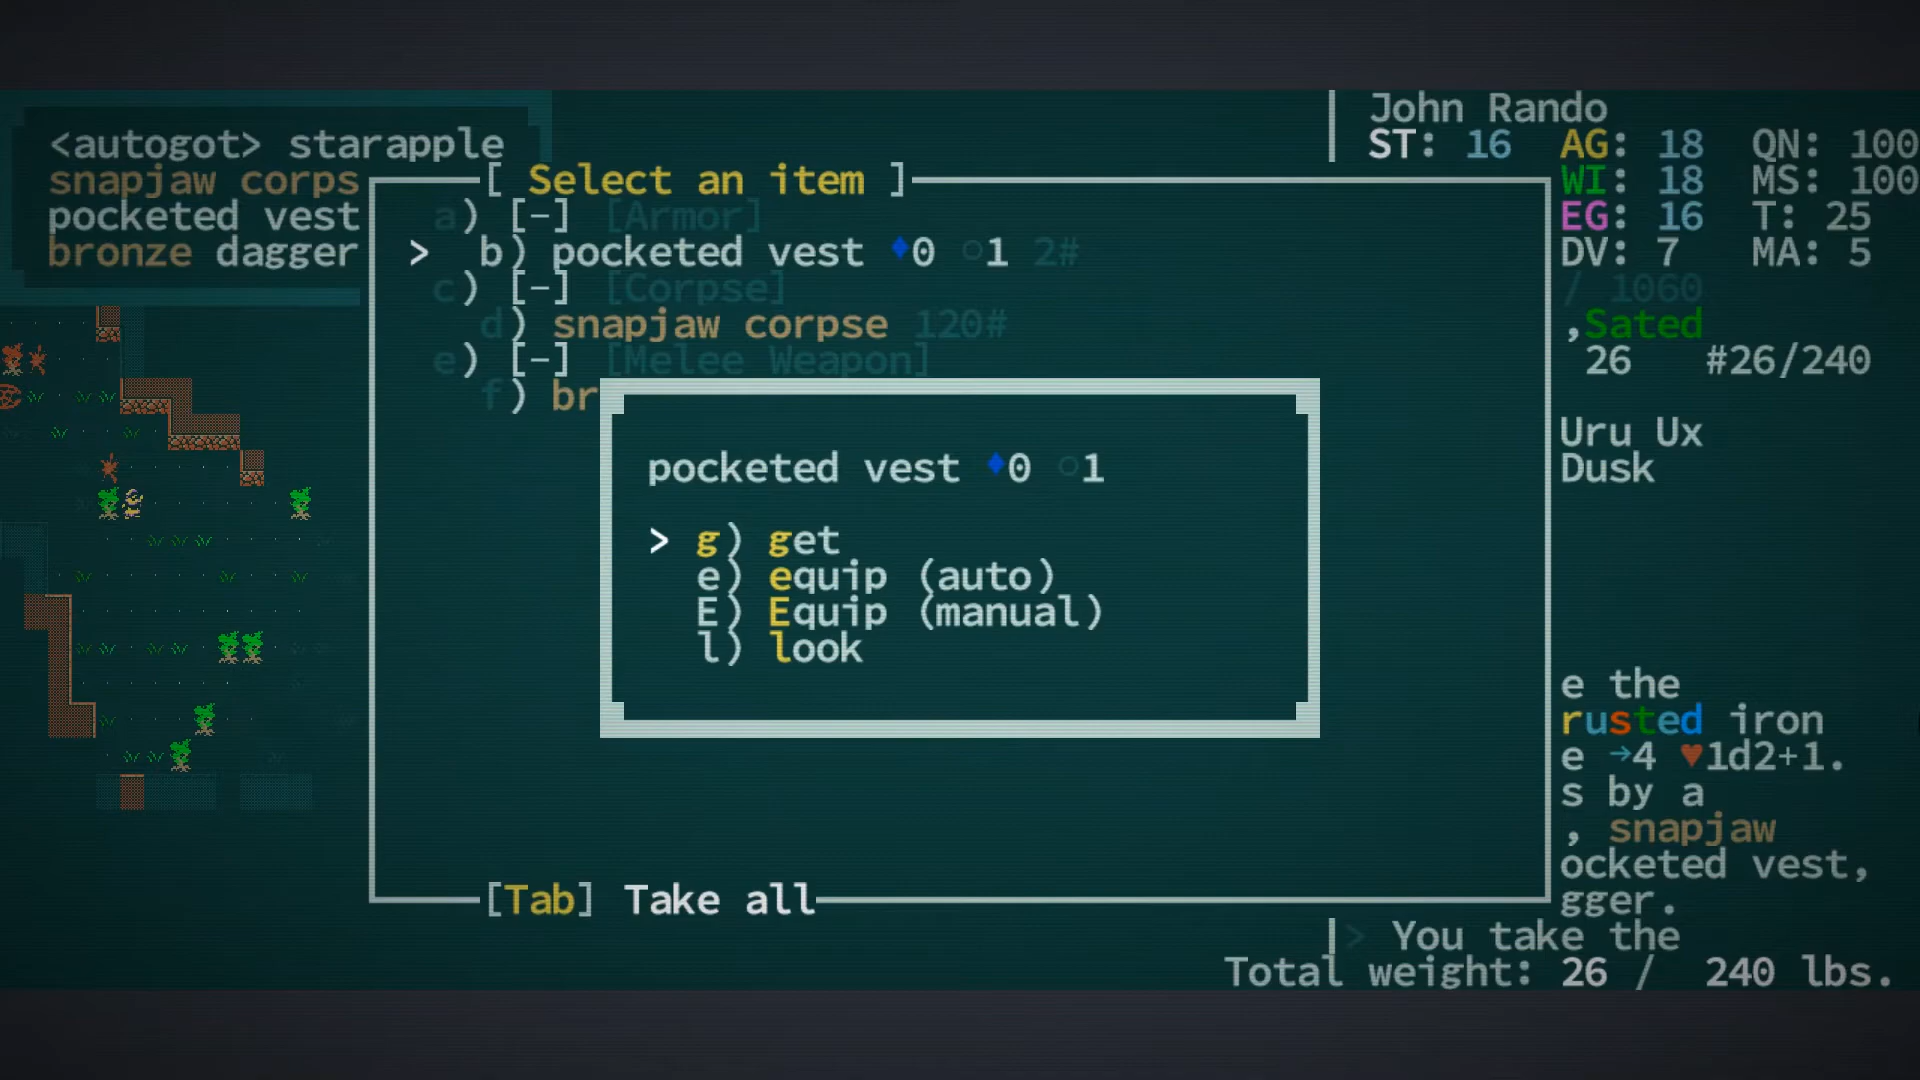 <autogot> starapple
snapjaw corps
pocketed vest
bronze dagger
John Rando
ST: 16 AG: 18 QN: 100
WI: 18 MS: 100
EG: 16 T: 25
DV: 7 MA: 5
/ 1060
,Sated
26 #26/240
Uru Ux
Dusk
[ Select an item ]
a) [-] [Armor]
> b) pocketed vest ♦0 ○1 2#
c) [-] [Corpse]
d) snapjaw corpse 120#
e) [-] [Melee Weapon]
f) br
pocketed vest ♦0 ○1
> g) get
e) equip (auto)
E) Equip (manual)
l) look
[Tab] Take all
e the
rusted iron
e →4 ♥1d2+1.
s by a
, snapjaw
ocketed vest,
gger.
> You take the
Total weight: 26 / 240 lbs.